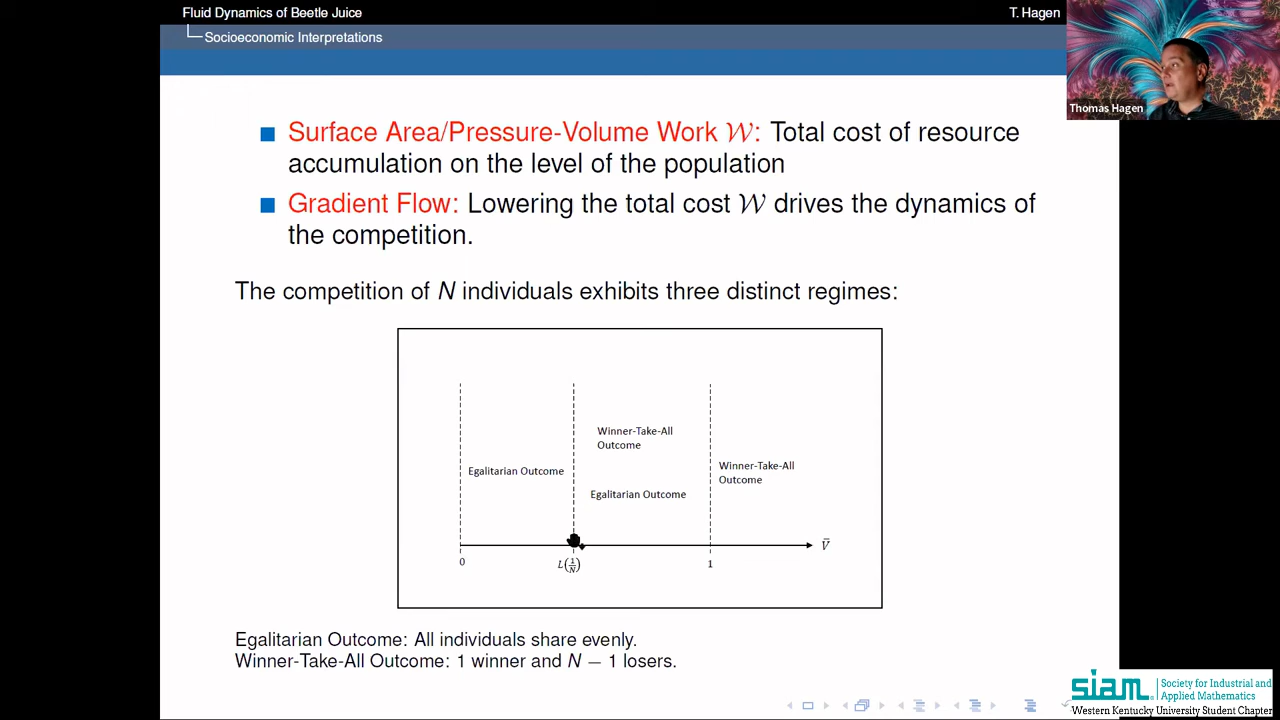 Fluid Dynamics of Beetle Juice
T. Hagen
Socioeconomic Interpretations
Thomas Hagen
Surface Area/Pressure-Volume Work 𝒲: Total cost of resource
accumulation on the level of the population
Gradient Flow: Lowering the total cost 𝒲 drives the dynamics of
the competition.
The competition of N individuals exhibits three distinct regimes:
Winner-Take-All
Outcome
Egalitarian Outcome
Egalitarian Outcome
Winner-Take-All
Outcome
0
L(1/N)
1
V̄
Egalitarian Outcome: All individuals share evenly.
Winner-Take-All Outcome: 1 winner and N − 1 losers.
siam. Society for Industrial and
Applied Mathematics
Western Kentucky University Student Chapter